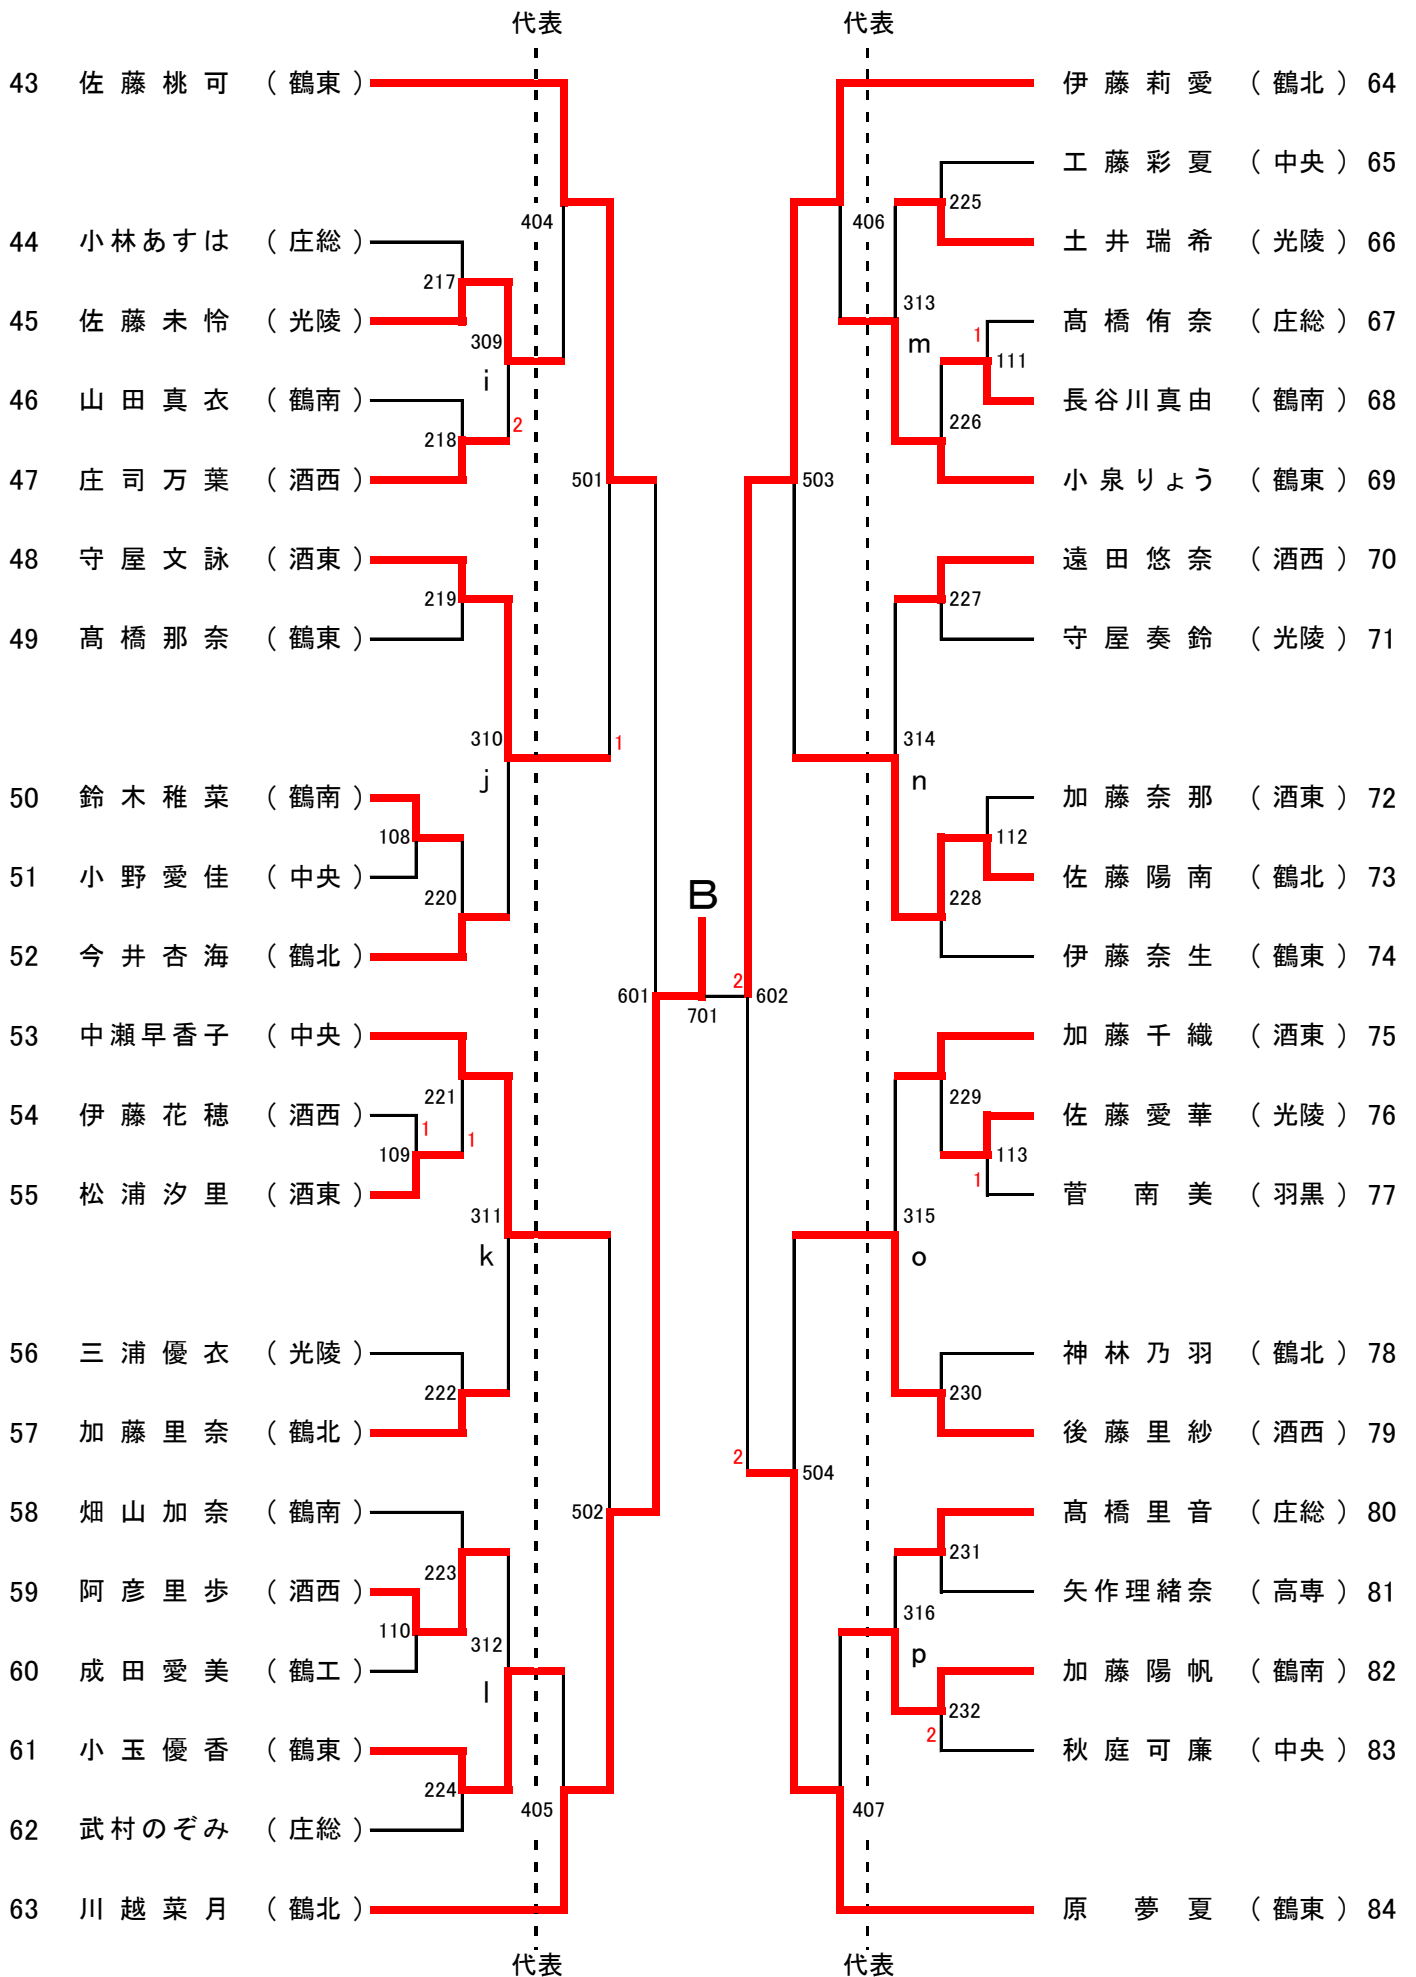 代表 代表
43 佐藤桃可 （鶴東） 伊藤莉愛 （鶴北） 64
工藤彩夏 （中央） 65
404 406 225
44 小林あすは （庄総） 土井瑞希 （光陵） 66
217 313
45 佐藤未怜 （光陵） 髙橋侑奈 （庄総） 67
1
309 m 111
i
46 山田真衣 （鶴南） 長谷川真由 （鶴南） 68
2 226
218
47 庄司万葉 （酒西） 501 503 小泉りょう （鶴東） 69
48 守屋文詠 （酒東） 遠田悠奈 （酒西） 70
219 227
49 髙橋那奈 （鶴東） 守屋奏鈴 （光陵） 71
310 1 314
j n
50 鈴木稚菜 （鶴南） 加藤奈那 （酒東） 72
108 112
51 小野愛佳 （中央） 佐藤陽南 （鶴北） 73
220 B 228
52 今井杏海 （鶴北） 伊藤奈生 （鶴東） 74
2
601 602
701
53 中瀬早香子 （中央） 加藤千織 （酒東） 75
221 229
54 伊藤花穂 （酒西） 佐藤愛華 （光陵） 76
1 1
109 113
1
55 松浦汐里 （酒東） 菅南美 （羽黒） 77
311 315
k o
56 三浦優衣 （光陵） 神林乃羽 （鶴北） 78
222 230
57 加藤里奈 （鶴北） 後藤里紗 （酒西） 79
2
504
58 畑山加奈 （鶴南） 502 髙橋里音 （庄総） 80
223 231
59 阿彦里歩 （酒西） 矢作理緒奈 （高専） 81
316
110 312 p
60 成田愛美 （鶴工） 加藤陽帆 （鶴南） 82
l
232
2
61 小玉優香 （鶴東） 秋庭可廉 （中央） 83
224 405 407
62 武村のぞみ （庄総）
63 川越菜月 （鶴北） 原夢夏 （鶴東） 84
代表 代表